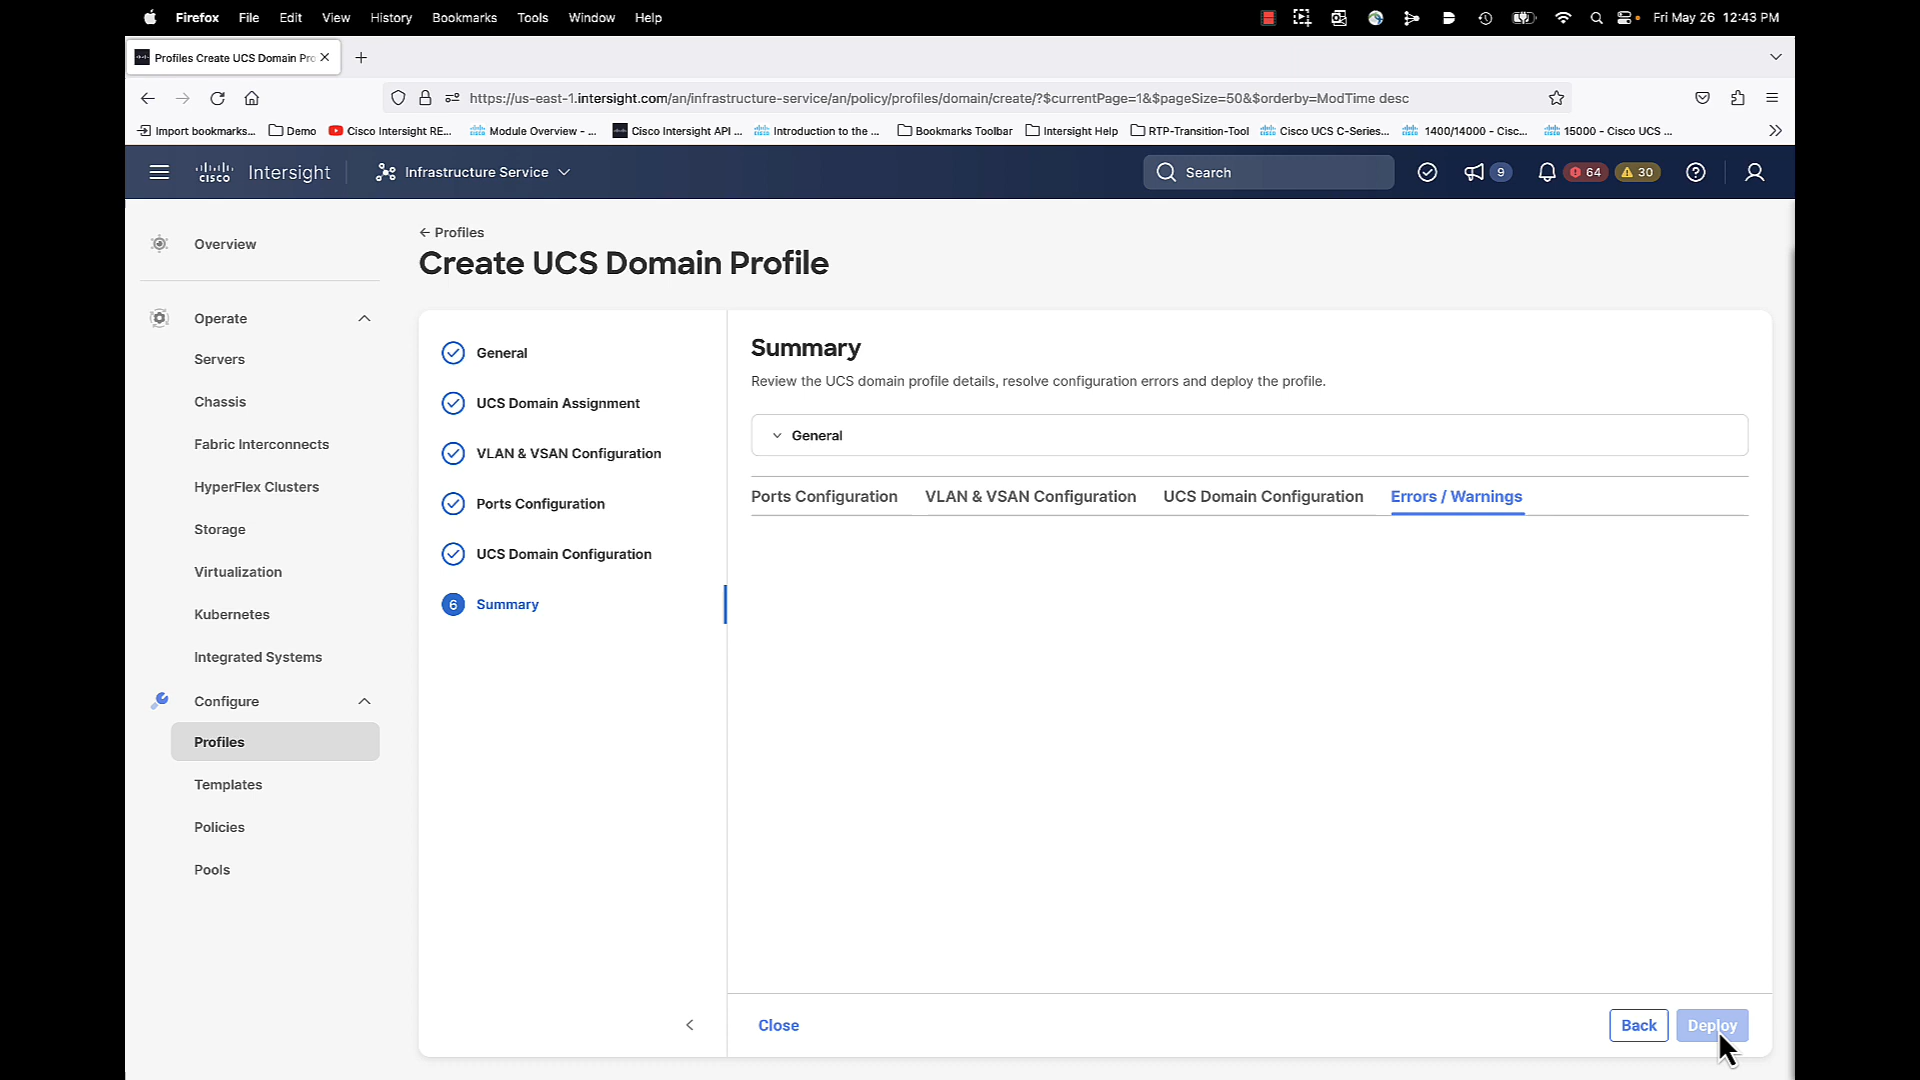 Firefox File Edit View History Bookmarks Tools Window Help Fri May 26 12:43 PM
Profiles Create UCS Domain Pro
https://us-east-1.intersight.com/an/infrastructure-service/an/policy/profiles/domain/create/?$currentPage=1&$pageSize=50&$orderby=ModTime desc
Import bookmarks... Demo Cisco Intersight RE... Module Overview - ... Cisco Intersight API ... Introduction to the ... Bookmarks Toolbar Intersight Help RTP-Transition-Tool Cisco UCS C-Series... 1400/14000 - Cisc... 15000 - Cisco UCS ...
CISCO Intersight Infrastructure Service Search 9 64 30
Overview
Operate
Servers
Chassis
Fabric Interconnects
HyperFlex Clusters
Storage
Virtualization
Kubernetes
Integrated Systems
Configure
Profiles
Templates
Policies
Pools
← Profiles
Create UCS Domain Profile
General
UCS Domain Assignment
VLAN & VSAN Configuration
Ports Configuration
UCS Domain Configuration
6 Summary
Summary
Review the UCS domain profile details, resolve configuration errors and deploy the profile.
General
Ports Configuration VLAN & VSAN Configuration UCS Domain Configuration Errors / Warnings
Close Back Deploy